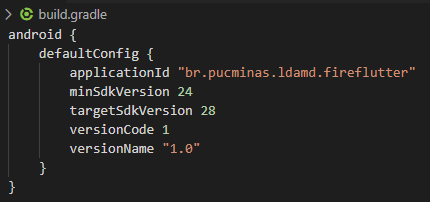 build.gradle
android {
defaultConfig {
applicationId "br.pucminas.ldamd.fireflutter"
minSdkVersion 24
targetSdkVersion 28
versionCode 1
versionName "1.0"
}
}